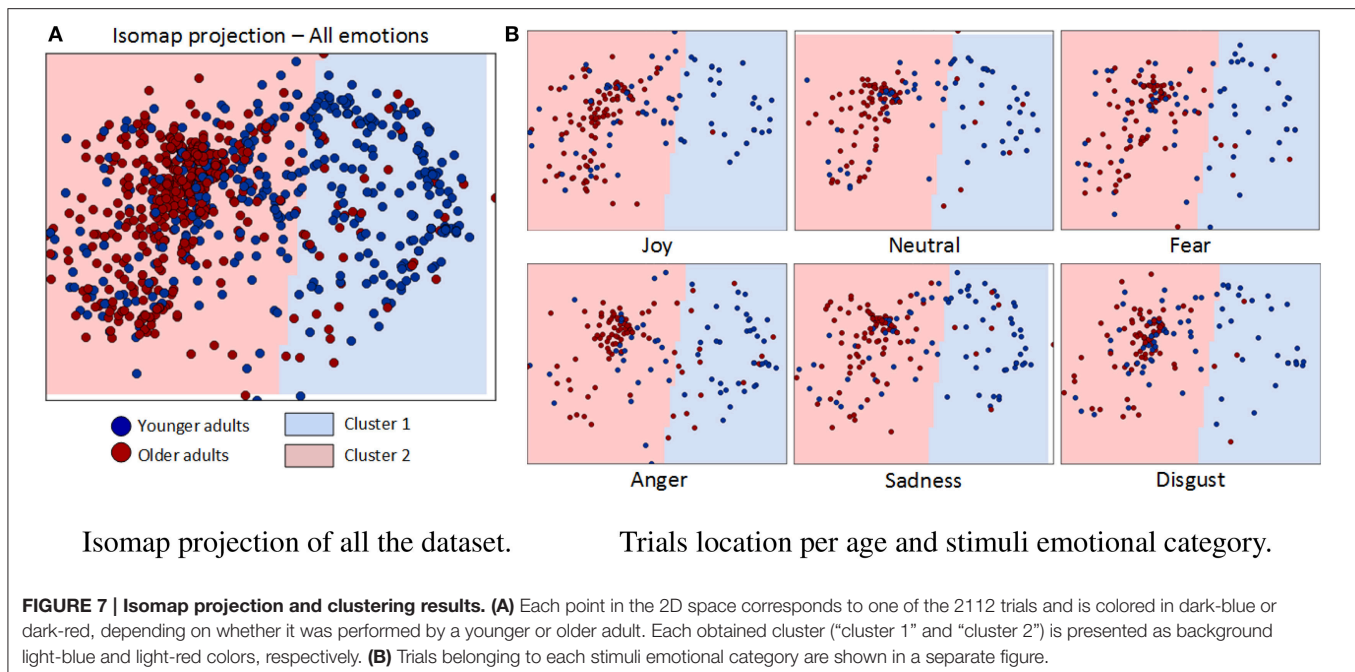 A
Isomap projection – All emotions
Younger adults
Older adults
Cluster 1
Cluster 2
B
Joy
Neutral
Fear
Anger
Sadness
Disgust
Isomap projection of all the dataset.
Trials location per age and stimuli emotional category.
FIGURE 7 | Isomap projection and clustering results. (A) Each point in the 2D space corresponds to one of the 2112 trials and is colored in dark-blue or
dark-red, depending on whether it was performed by a younger or older adult. Each obtained cluster (“cluster 1” and “cluster 2”) is presented as background
light-blue and light-red colors, respectively. (B) Trials belonging to each stimuli emotional category are shown in a separate figure.